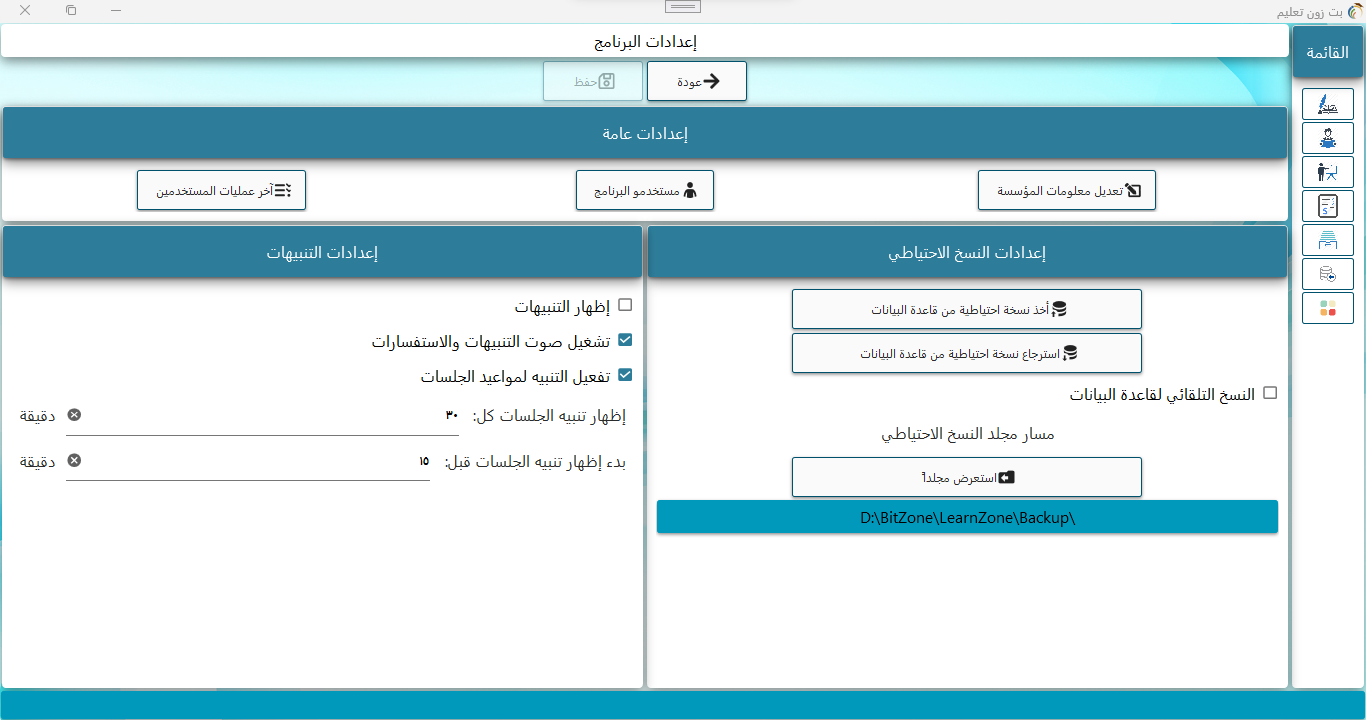 بت زون تعليم
القائمة
إعدادات البرنامج
عودة
حفظ
إعدادات عامة
تعديل معلومات المؤسسة
مستخدمو البرنامج
آخر عمليات المستخدمين
إعدادات النسخ الاحتياطي
أخذ نسخة احتياطية من قاعدة البيانات
استرجاع نسخة احتياطية من قاعدة البيانات
النسخ التلقائي لقاعدة البيانات
مسار مجلد النسخ الاحتياطي
استعرض مجلداً
D:\BitZone\LearnZone\Backup\
إعدادات التنبيهات
إظهار التنبيهات
تشغيل صوت التنبيهات والاستفسارات
تفعيل التنبيه لمواعيد الجلسات
إظهار تنبيه الجلسات كل: ٣٠ دقيقة
بدء إظهار تنبيه الجلسات قبل: ١٥ دقيقة